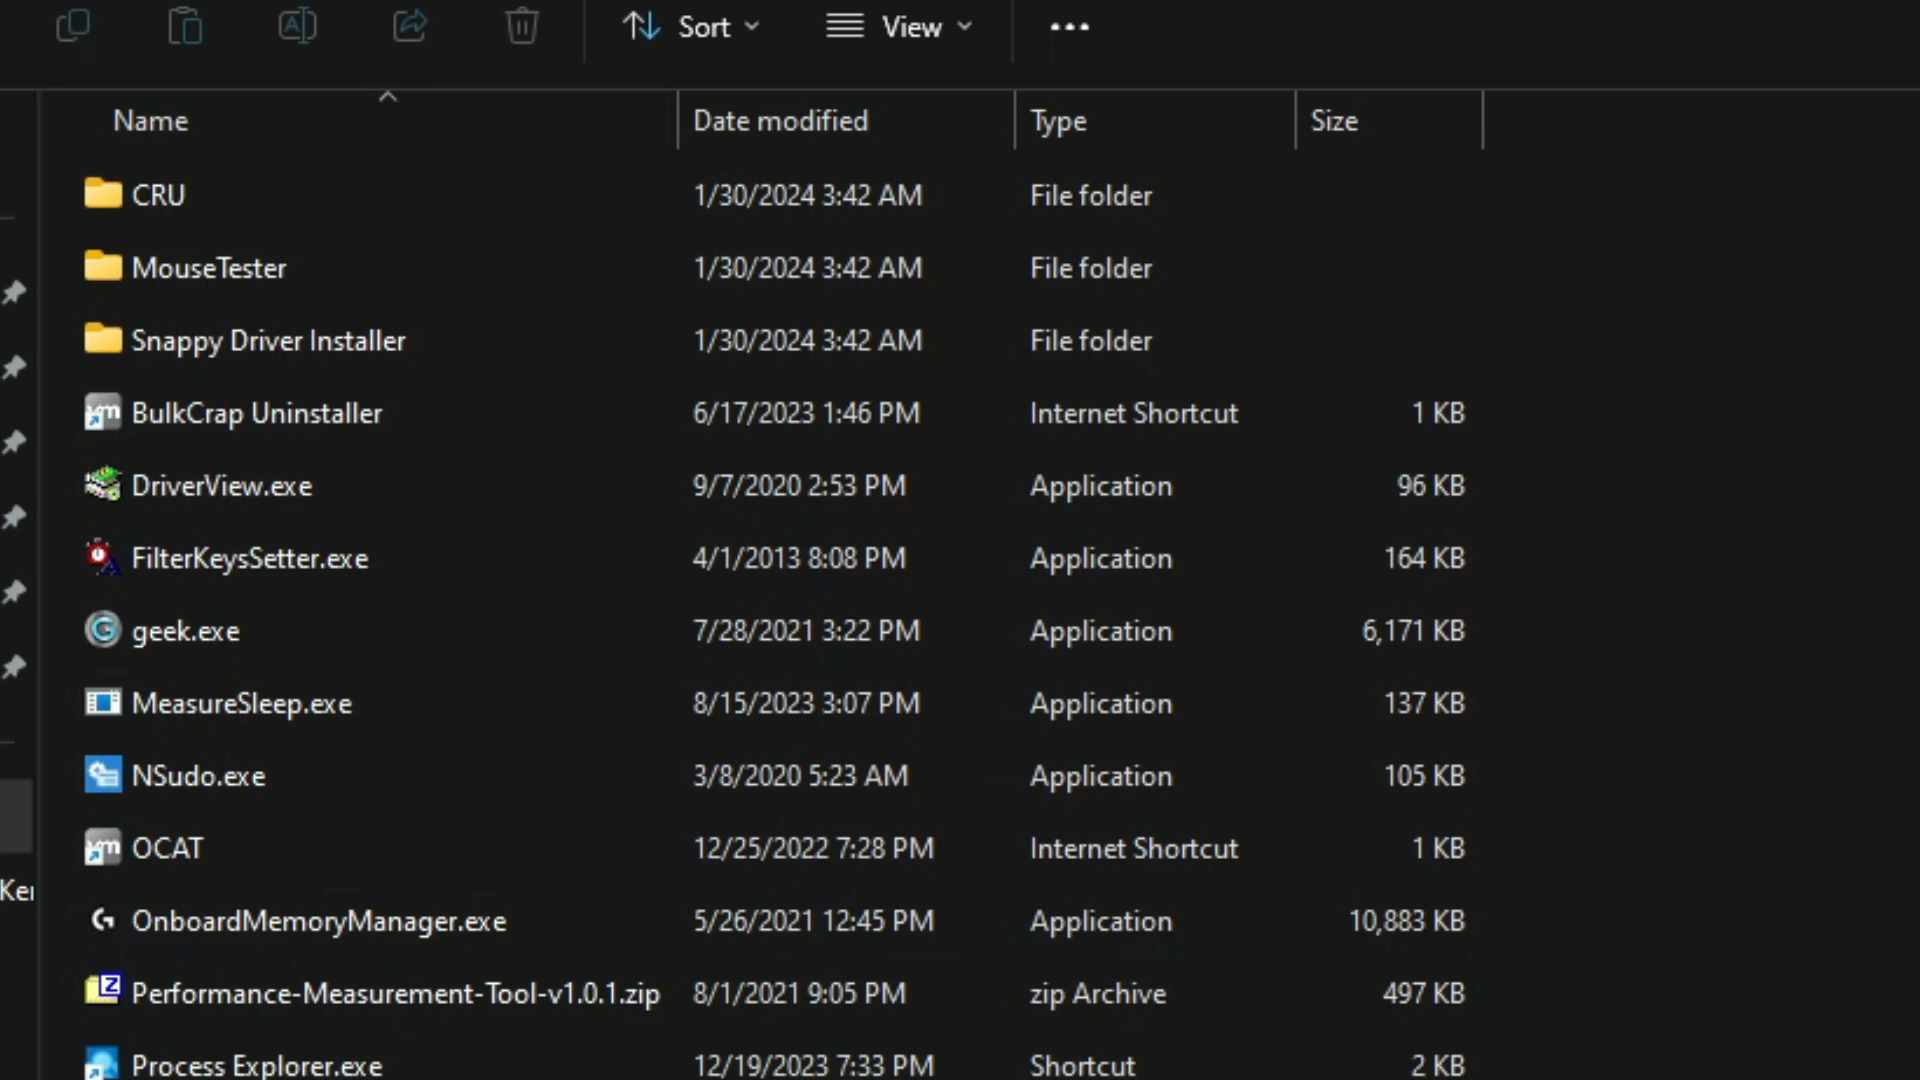 Sort View
Name Date modified Type Size
CRU 1/30/2024 3:42 AM File folder
MouseTester 1/30/2024 3:42 AM File folder
Snappy Driver Installer 1/30/2024 3:42 AM File folder
BulkCrap Uninstaller 6/17/2023 1:46 PM Internet Shortcut 1 KB
DriverView.exe 9/7/2020 2:53 PM Application 96 KB
FilterKeysSetter.exe 4/1/2013 8:08 PM Application 164 KB
geek.exe 7/28/2021 3:22 PM Application 6,171 KB
MeasureSleep.exe 8/15/2023 3:07 PM Application 137 KB
NSudo.exe 3/8/2020 5:23 AM Application 105 KB
OCAT 12/25/2022 7:28 PM Internet Shortcut 1 KB
Ker
OnboardMemoryManager.exe 5/26/2021 12:45 PM Application 10,883 KB
Performance-Measurement-Tool-v1.0.1.zip 8/1/2021 9:05 PM zip Archive 497 KB
Process Explorer.exe 12/19/2023 7:33 PM Shortcut 2 KB